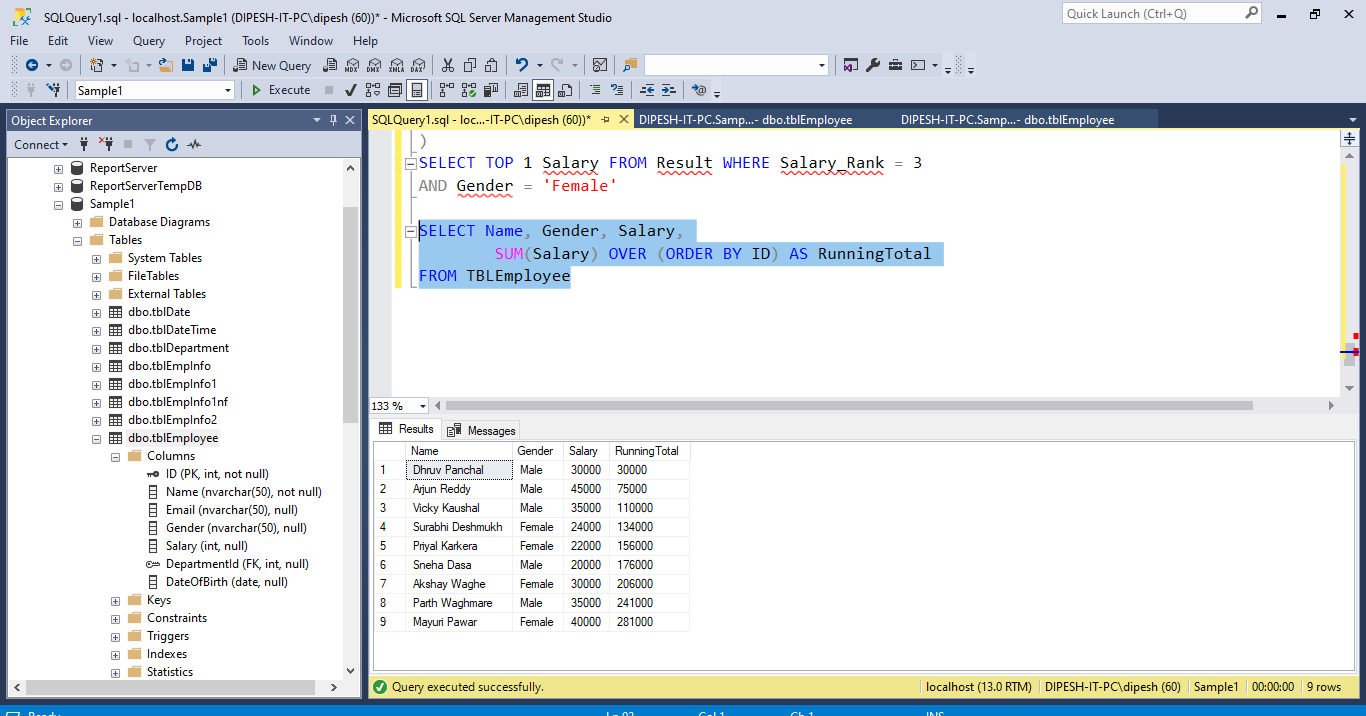 SQLQuery1.sql - localhost.Sample1 (DIPESH-IT-PC\dipesh (60))* - Microsoft SQL Server Management Studio
Quick Launch (Ctrl+Q)
File Edit View Query Project Tools Window Help
New Query MDX DMX XMLA DAX
Sample1 Execute
Object Explorer
Connect
ReportServer
ReportServerTempDB
Sample1
Database Diagrams
Tables
System Tables
FileTables
External Tables
dbo.tblDate
dbo.tblDateTime
dbo.tblDepartment
dbo.tblEmpInfo
dbo.tblEmpInfo1
dbo.tblEmpInfo1nf
dbo.tblEmpInfo2
dbo.tblEmployee
Columns
ID (PK, int, not null)
Name (nvarchar(50), not null)
Email (nvarchar(50), null)
Gender (nvarchar(50), null)
Salary (int, null)
DepartmentId (FK, int, null)
DateOfBirth (date, null)
Keys
Constraints
Triggers
Indexes
Statistics
SQLQuery1.sql - loc...-IT-PC\dipesh (60))* DIPESH-IT-PC.Samp...- dbo.tblEmployee DIPESH-IT-PC.Samp...- dbo.tblEmployee
)
SELECT TOP 1 Salary FROM Result WHERE Salary_Rank = 3
AND Gender = 'Female'
SELECT Name, Gender, Salary,
SUM(Salary) OVER (ORDER BY ID) AS RunningTotal
FROM TBLEmployee
133 %
Results Messages
Name Gender Salary RunningTotal
1 Dhruv Panchal Male 30000 30000
2 Arjun Reddy Male 45000 75000
3 Vicky Kaushal Male 35000 110000
4 Surabhi Deshmukh Female 24000 134000
5 Priyal Karkera Female 22000 156000
6 Sneha Dasa Male 20000 176000
7 Akshay Waghe Female 30000 206000
8 Parth Waghmare Male 35000 241000
9 Mayuri Pawar Female 40000 281000
Query executed successfully. localhost (13.0 RTM) DIPESH-IT-PC\dipesh (60) Sample1 00:00:00 9 rows